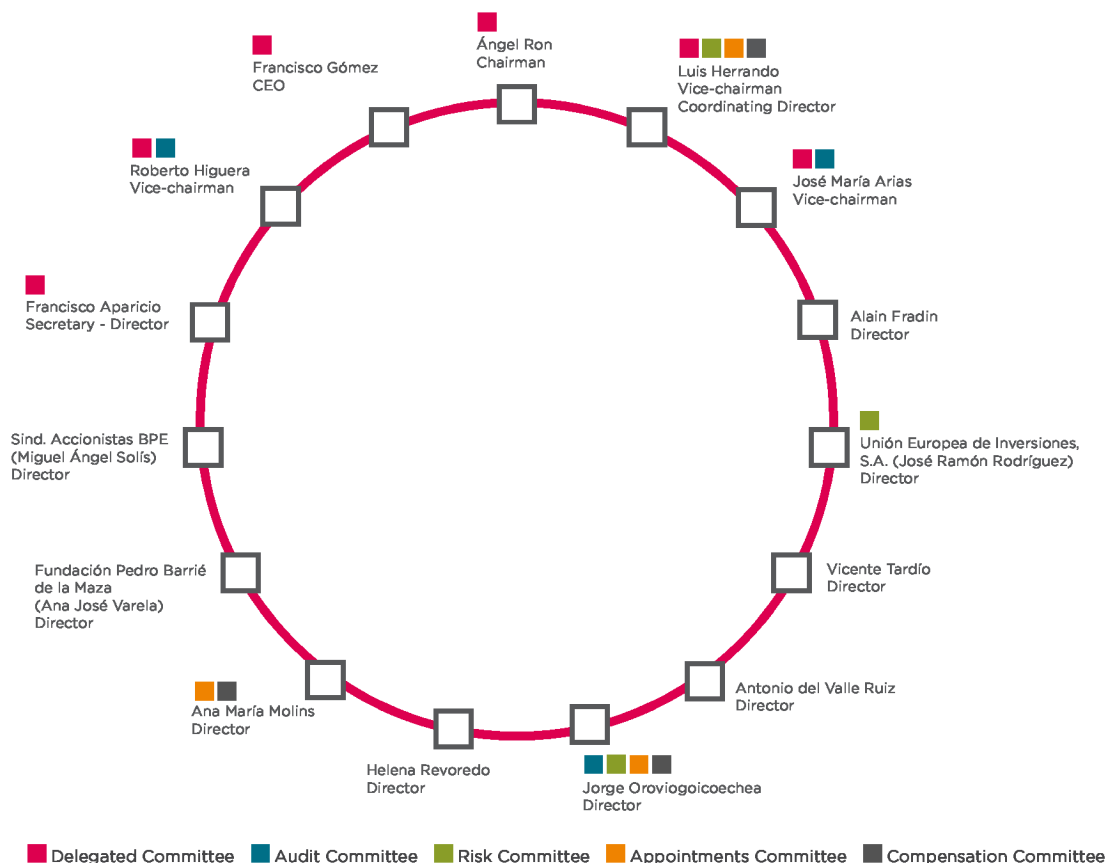 Ángel Ron
Chairman
Francisco Gómez
CEO
Luis Herrando
Vice-chairman
Coordinating Director
Roberto Higuera
Vice-chairman
José María Arias
Vice-chairman
Francisco Aparicio
Secretary - Director
Alain Fradin
Director
Sind. Accionistas BPE
(Miguel Ángel Solís)
Director
Unión Europea de Inversiones,
S.A. (José Ramón Rodríguez)
Director
Fundación Pedro Barrié
de la Maza
(Ana José Varela)
Director
Vicente Tardío
Director
Ana María Molins
Director
Antonio del Valle Ruiz
Director
Helena Revoredo
Director
Jorge Oroviogoicoechea
Director
Delegated Committee Audit Committee Risk Committee Appointments Committee Compensation Committee